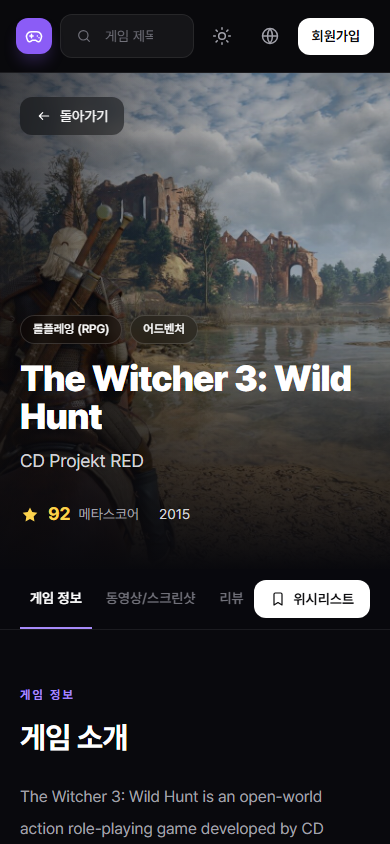 게임 제목
회원가입
돌아가기
롤플레잉 (RPG)
어드벤처
The Witcher 3: Wild
Hunt
CD Projekt RED
92 메타스코어 2015
게임 정보 동영상/스크린샷 리뷰 위시리스트
게임 정보
게임 소개
The Witcher 3: Wild Hunt is an open-world
action role-playing game developed by CD